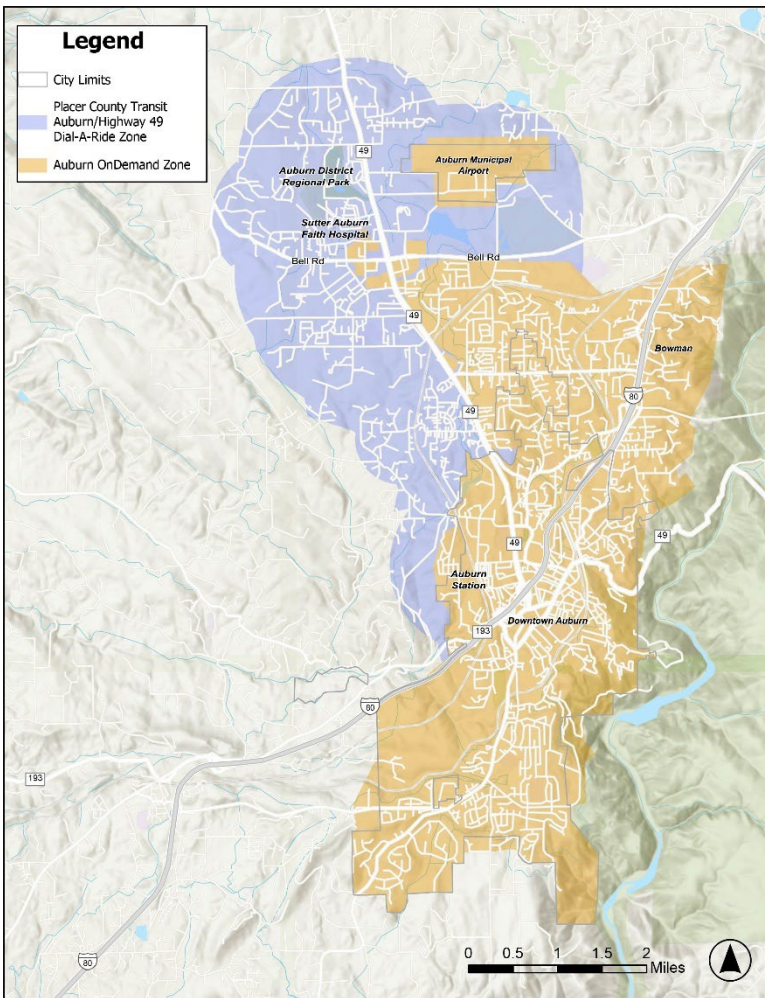 Legend
City Limits
Placer County Transit
Auburn/Highway 49
Dial-A-Ride Zone
Auburn OnDemand Zone
49
Auburn Municipal
Airport
Auburn District
Regional Park
Sutter Auburn
Faith Hospital
Bell Rd
Bell Rd
49
Bowman
80
49
49
49
Auburn
Station
Downtown Auburn
193
80
193
80
0 0.5 1 1.5 2
Miles